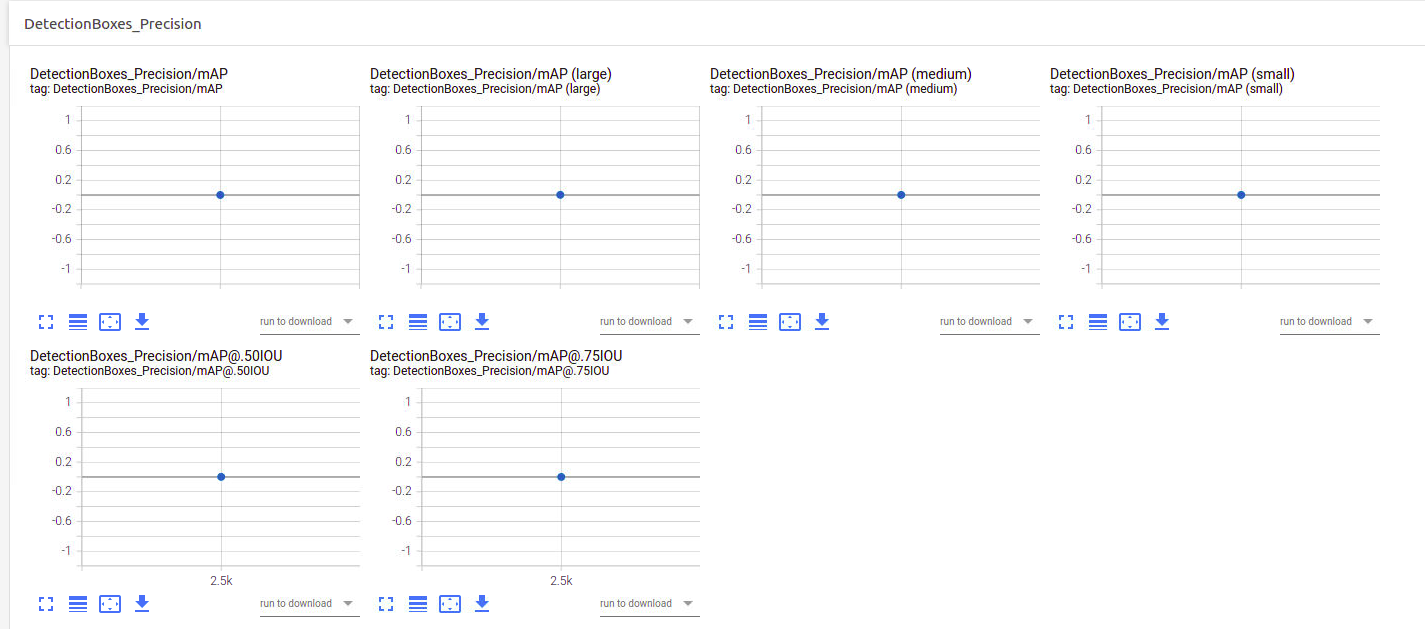 DetectionBoxes_Precision
DetectionBoxes_Precision/mAP
tag: DetectionBoxes_Precision/mAP
1
0.6
0.2
-0.2
-0.6
-1
run to download
DetectionBoxes_Precision/mAP (large)
tag: DetectionBoxes_Precision/mAP (large)
1
0.6
0.2
-0.2
-0.6
-1
run to download
DetectionBoxes_Precision/mAP (medium)
tag: DetectionBoxes_Precision/mAP (medium)
1
0.6
0.2
-0.2
-0.6
-1
run to download
DetectionBoxes_Precision/mAP (small)
tag: DetectionBoxes_Precision/mAP (small)
1
0.6
0.2
-0.2
-0.6
-1
run to download
DetectionBoxes_Precision/mAP@.50IOU
tag: DetectionBoxes_Precision/mAP@.50IOU
1
0.6
0.2
-0.2
-0.6
-1
2.5k
run to download
DetectionBoxes_Precision/mAP@.75IOU
tag: DetectionBoxes_Precision/mAP@.75IOU
1
0.6
0.2
-0.2
-0.6
-1
2.5k
run to download